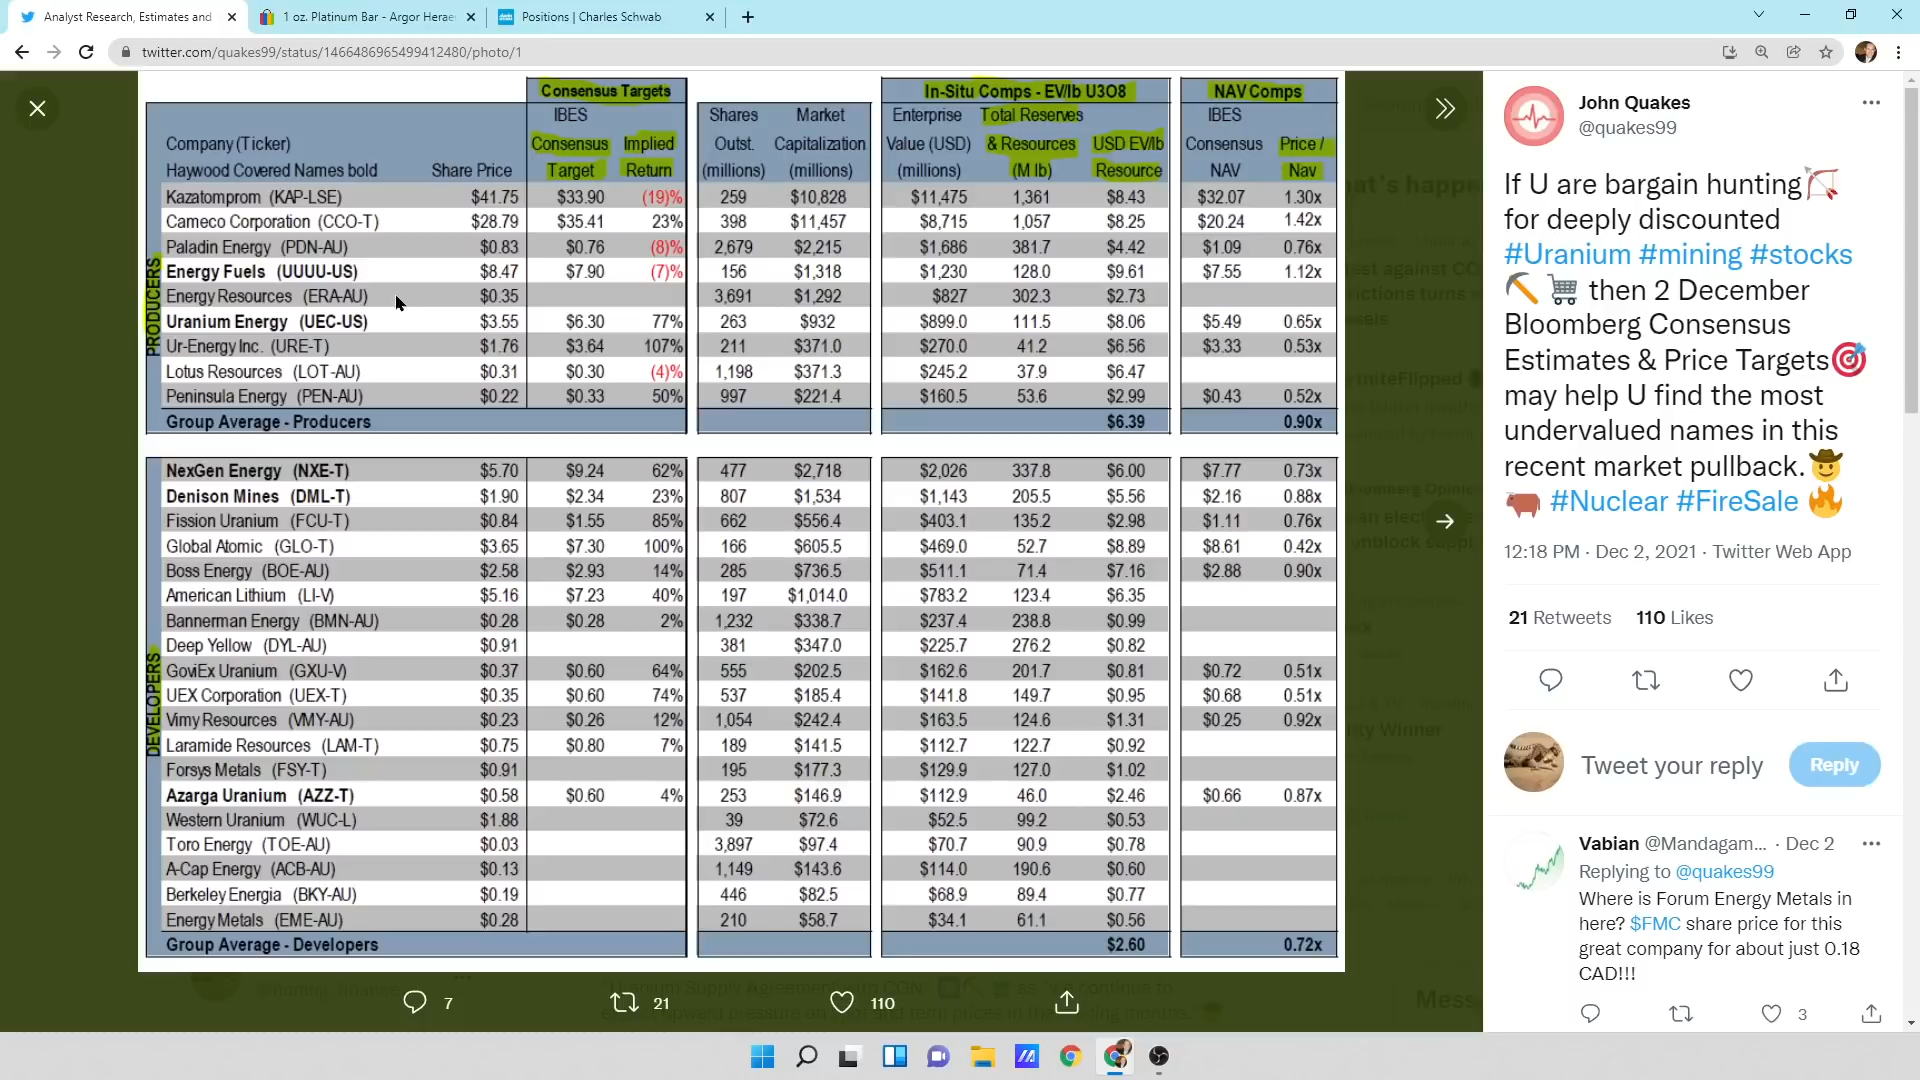 Analyst Research, Estimates and
1 oz. Platinum Bar - Argor Herae
Positions | Charles Schwab
twitter.com/quakes99/status/1466486965499412480/photo/1
Consensus Targets
In-Situ Comps - EV/lb U3O8
NAV Comps
IBES Shares Market Enterprise Total Reserves IBES
Company (Ticker) Consensus Implied Outst. Capitalization Value (USD) & Resources USD EV/lb Consensus Price /
Haywood Covered Names bold Share Price Target Return (millions) (millions) (millions) (M lb) Resource NAV Nav
PRODUCERS
Kazatomprom (KAP-LSE) $41.75 $33.90 (19)% 259 $10,828 $11,475 1,361 $8.43 $32.07 1.30x
Cameco Corporation (CCO-T) $28.79 $35.41 23% 398 $11,457 $8,715 1,057 $8.25 $20.24 1.42x
Paladin Energy (PDN-AU) $0.83 $0.76 (8)% 2,679 $2,215 $1,686 381.7 $4.42 $1.09 0.76x
Energy Fuels (UUUU-US) $8.47 $7.90 (7)% 156 $1,318 $1,230 128.0 $9.61 $7.55 1.12x
Energy Resources (ERA-AU) $0.35 3,691 $1,292 $827 302.3 $2.73
Uranium Energy (UEC-US) $3.55 $6.30 77% 263 $932 $899.0 111.5 $8.06 $5.49 0.65x
Ur-Energy Inc. (URE-T) $1.76 $3.64 107% 211 $371.0 $270.0 41.2 $6.56 $3.33 0.53x
Lotus Resources (LOT-AU) $0.31 $0.30 (4)% 1,198 $371.3 $245.2 37.9 $6.47
Peninsula Energy (PEN-AU) $0.22 $0.33 50% 997 $221.4 $160.5 53.6 $2.99 $0.43 0.52x
Group Average - Producers $6.39 0.90x
DEVELOPERS
NexGen Energy (NXE-T) $5.70 $9.24 62% 477 $2,718 $2,026 337.8 $6.00 $7.77 0.73x
Denison Mines (DML-T) $1.90 $2.34 23% 807 $1,534 $1,143 205.5 $5.56 $2.16 0.88x
Fission Uranium (FCU-T) $0.84 $1.55 85% 662 $556.4 $403.1 135.2 $2.98 $1.11 0.76x
Global Atomic (GLO-T) $3.65 $7.30 100% 166 $605.5 $469.0 52.7 $8.89 $8.61 0.42x
Boss Energy (BOE-AU) $2.58 $2.93 14% 285 $736.5 $511.1 71.4 $7.16 $2.88 0.90x
American Lithium (LI-V) $5.16 $7.23 40% 197 $1,014.0 $783.2 123.4 $6.35
Bannerman Energy (BMN-AU) $0.28 $0.28 2% 1,232 $338.7 $237.4 238.8 $0.99
Deep Yellow (DYL-AU) $0.91 381 $347.0 $225.7 276.2 $0.82
GoviEx Uranium (GXU-V) $0.37 $0.60 64% 555 $202.5 $162.6 201.7 $0.81 $0.72 0.51x
UEX Corporation (UEX-T) $0.35 $0.60 74% 537 $185.4 $141.8 149.7 $0.95 $0.68 0.51x
Vimy Resources (VMY-AU) $0.23 $0.26 12% 1,054 $242.4 $163.5 124.6 $1.31 $0.25 0.92x
Laramide Resources (LAM-T) $0.75 $0.80 7% 189 $141.5 $112.7 122.7 $0.92
Forsys Metals (FSY-T) $0.91 195 $177.3 $129.9 127.0 $1.02
Azarga Uranium (AZZ-T) $0.58 $0.60 4% 253 $146.9 $112.9 46.0 $2.46 $0.66 0.87x
Western Uranium (WUC-L) $1.88 39 $72.6 $52.5 99.2 $0.53
Toro Energy (TOE-AU) $0.03 3,897 $97.4 $70.7 90.9 $0.78
A-Cap Energy (ACB-AU) $0.13 1,149 $143.6 $114.0 190.6 $0.60
Berkeley Energia (BKY-AU) $0.19 446 $82.5 $68.9 89.4 $0.77
Energy Metals (EME-AU) $0.28 210 $58.7 $34.1 61.1 $0.56
Group Average - Developers $2.60 0.72x
7 21 110
John Quakes
@quakes99
If U are bargain hunting🏹
for deeply discounted
#Uranium #mining #stocks
⛏️🛒 then 2 December
Bloomberg Consensus
Estimates & Price Targets🎯
may help U find the most
undervalued names in this
recent market pullback.🤠
🐂 #Nuclear #FireSale 🔥
12:18 PM · Dec 2, 2021 · Twitter Web App
21 Retweets 110 Likes
Tweet your reply
Reply
Vabian @Mandagam... · Dec 2
Replying to @quakes99
Where is Forum Energy Metals in
here? $FMC share price for this
great company for about just 0.18
CAD!!!
3